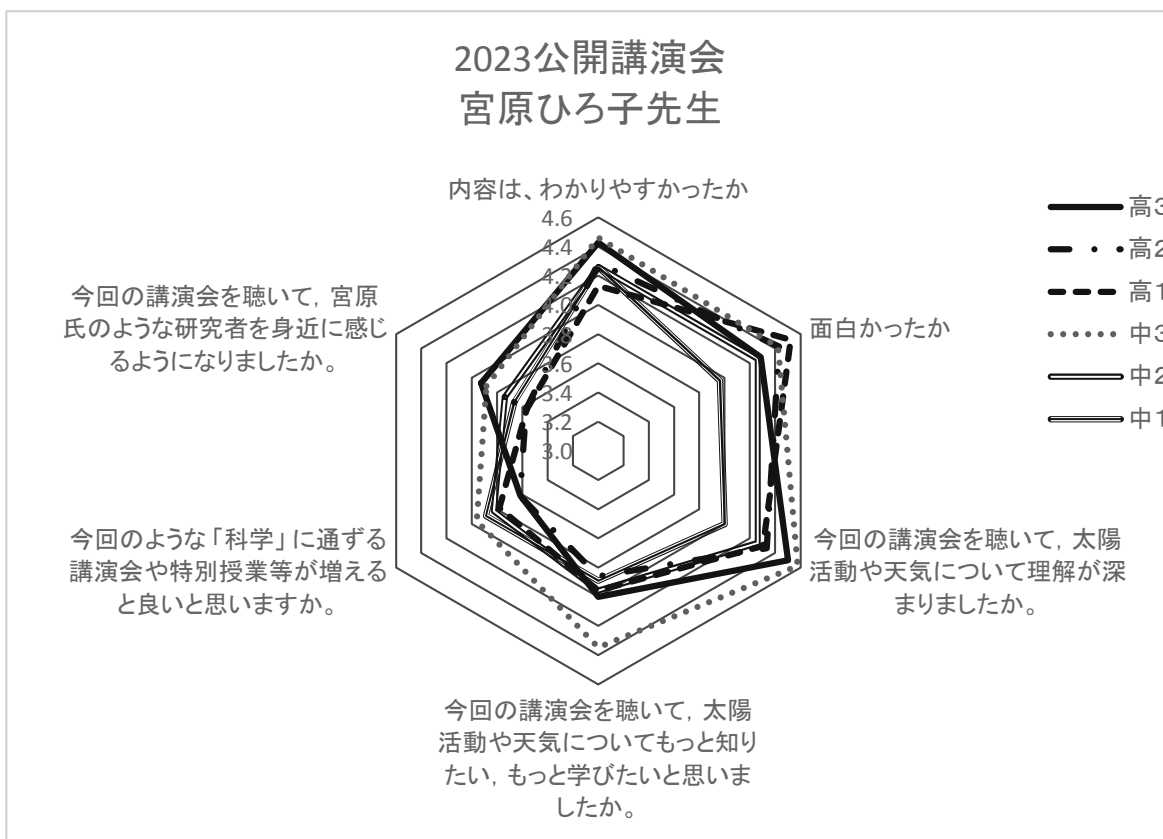 2023公開講演会
宮原ひろ子先生
内容は、わかりやすかったか
4.6
4.4
4.2
4.0
3.6
3.4
3.2
3.0
面白かったか
今回の講演会を聴いて, 太陽
活動や天気について理解が深
まりましたか。
今回の講演会を聴いて, 太陽
活動や天気についてもっと知り
たい, もっと学びたいと思いま
したか。
今回のような「科学」に通ずる
講演会や特別授業等が増える
と良いと思いますか。
今回の講演会を聴いて, 宮原
氏のような研究者を身近に感じ
るようになりましたか。
高3
高2
高1
中3
中2
中1